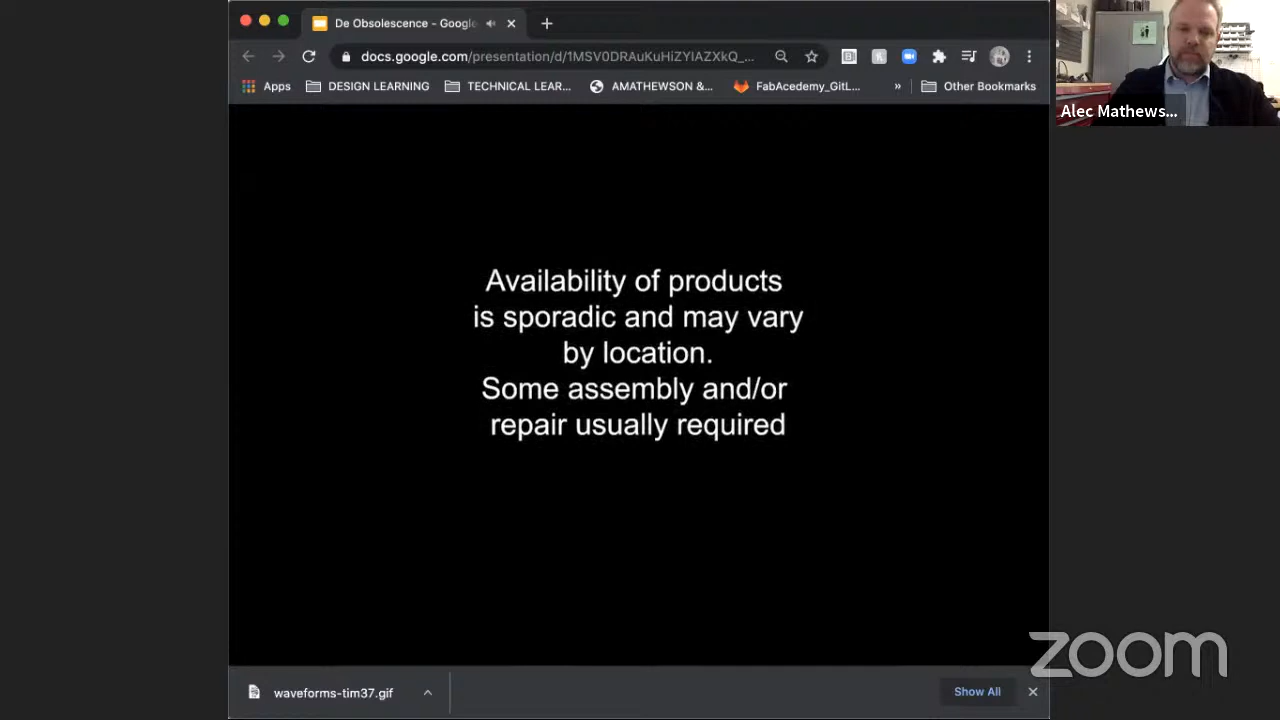 De Obsolescence - Google
docs.google.com/presentation/d/1MSV0DRAuKuHiZYIAZXkQ_...
Apps
DESIGN LEARNING
TECHNICAL LEAR...
AMATHEWSON &...
FabAcedemy_GitL...
»
Other Bookmarks
Alec Mathews...
Availability of products
is sporadic and may vary
by location.
Some assembly and/or
repair usually required
waveforms-tim37.gif
Show All
zoom